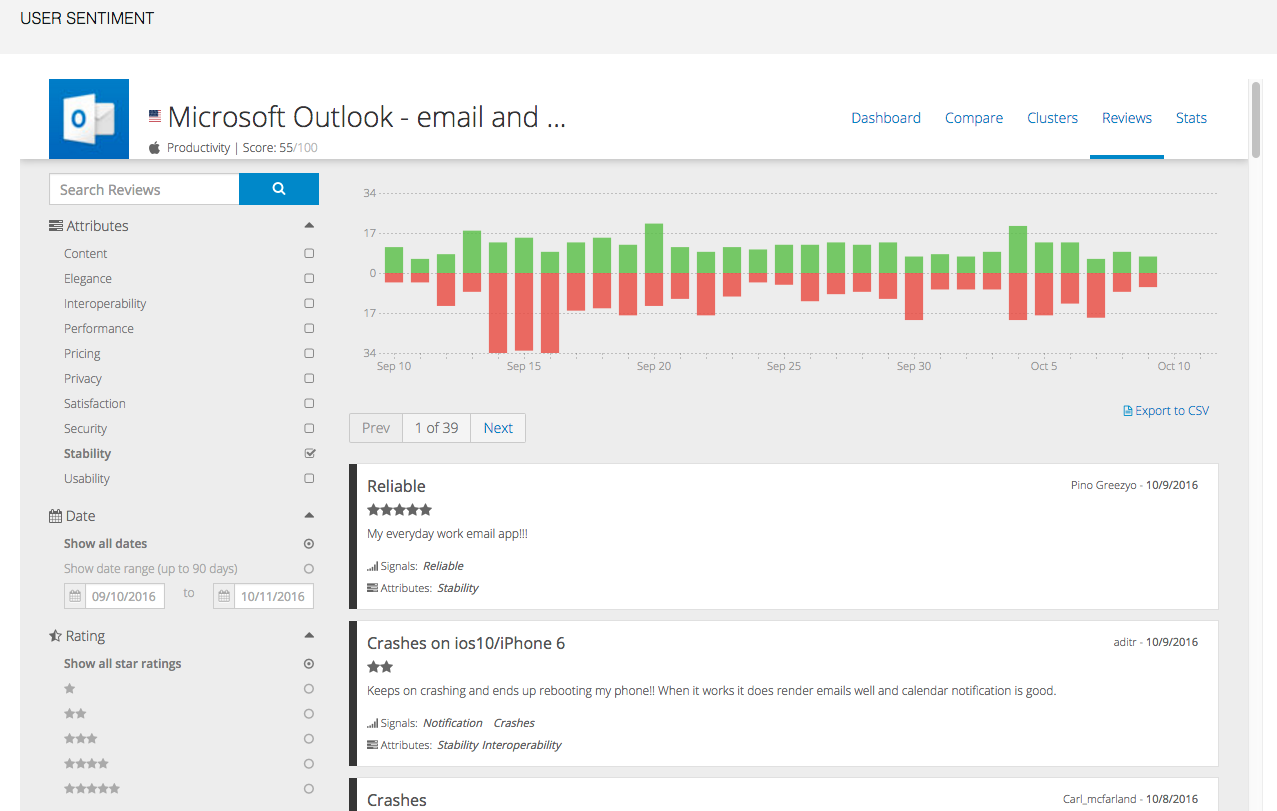 USER SENTIMENT
O
Microsoft Outlook - email and ...
Productivity | Score: 55/100
Dashboard Compare Clusters Reviews Stats
Search Reviews
Attributes
Content
Elegance
Interoperability
Performance
Pricing
Privacy
Satisfaction
Security
Stability
Usability
Date
Show all dates
Show date range (up to 90 days)
09/10/2016 to 10/11/2016
Rating
Show all star ratings
34
17
0
17
34
Sep 10 Sep 15 Sep 20 Sep 25 Sep 30 Oct 5 Oct 10
Export to CSV
Prev 1 of 39 Next
Reliable
Pino Greezyo - 10/9/2016
My everyday work email app!!!
Signals: Reliable
Attributes: Stability
Crashes on ios10/iPhone 6
aditr - 10/9/2016
Keeps on crashing and ends up rebooting my phone!! When it works it does render emails well and calendar notification is good.
Signals: Notification Crashes
Attributes: Stability Interoperability
Crashes
Carl_mcfarland - 10/8/2016